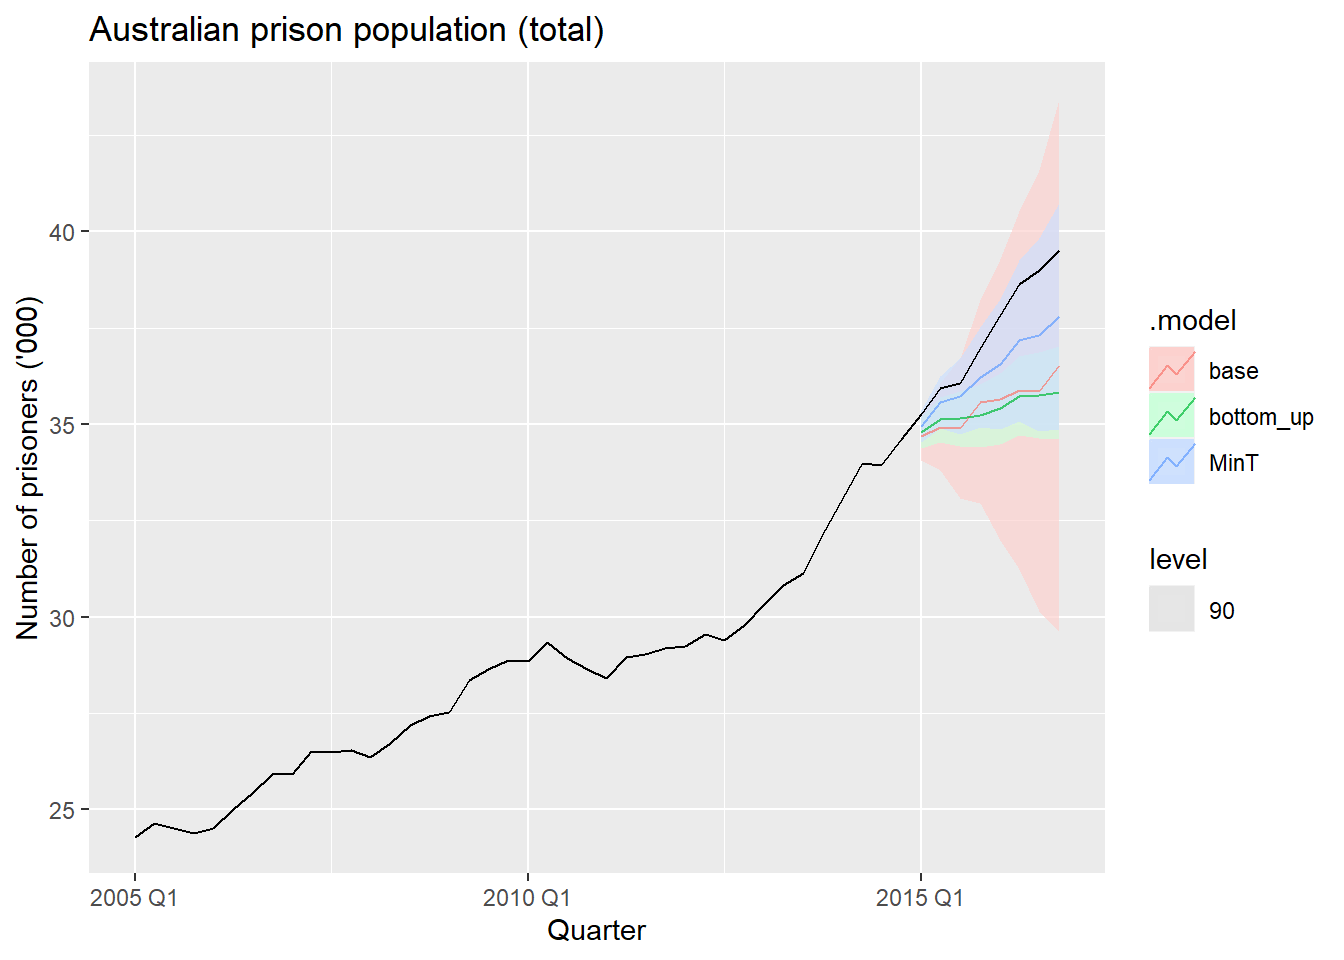 Australian prison population (total)
Number of prisoners ('000)
40
35
30
25
2005 Q1
2010 Q1
2015 Q1
Quarter
.model
base
bottom_up
MinT
level
90